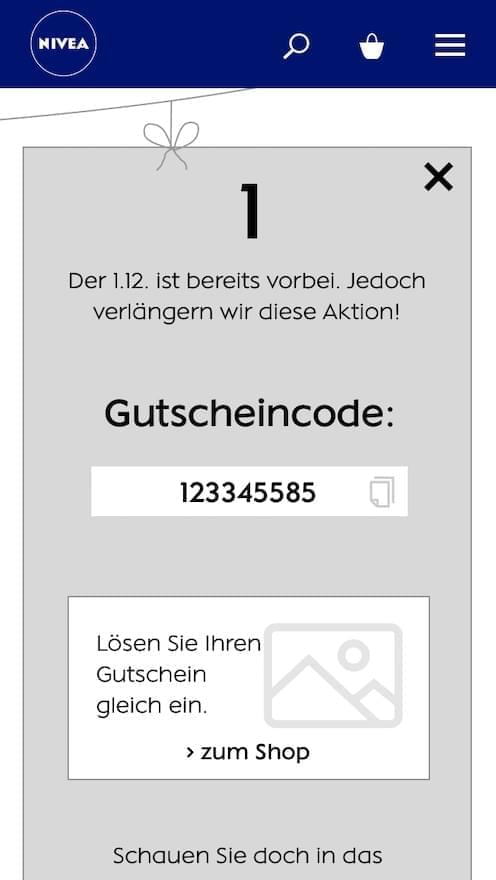 NIVEA
1
Der 1.12. ist bereits vorbei. Jedoch
verlängern wir diese Aktion!
Gutscheincode:
123345585
Lösen Sie Ihren
Gutschein
gleich ein.
› zum Shop
Schauen Sie doch in das